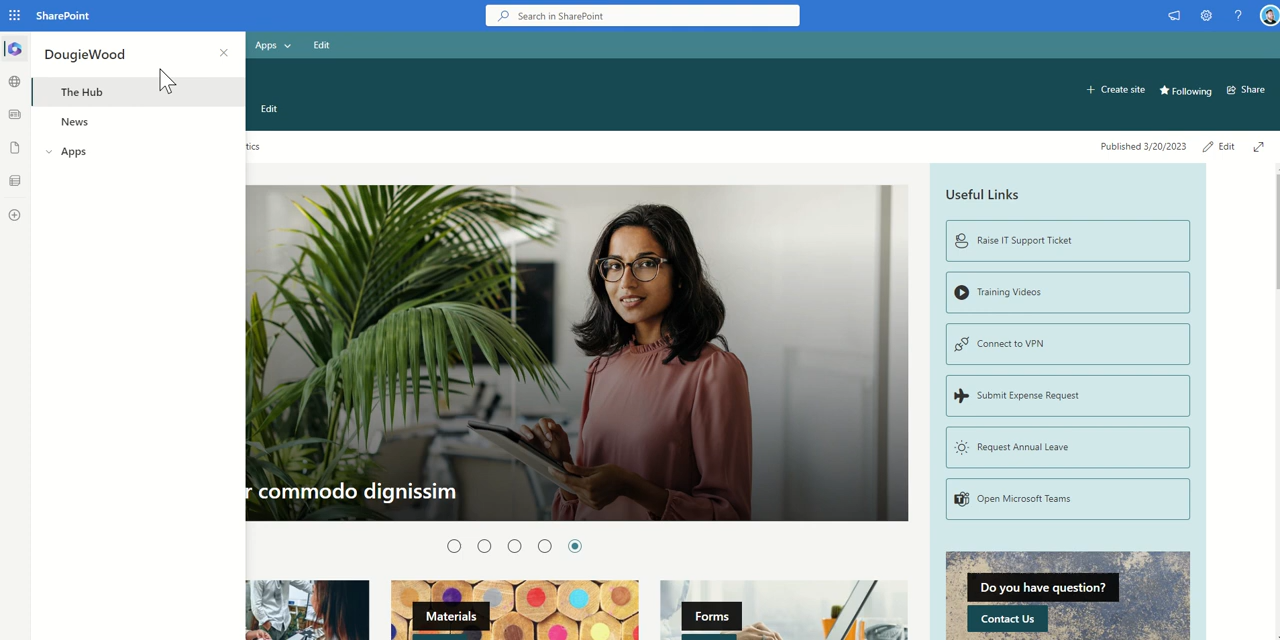 SharePoint
Search in SharePoint
?
DougieWood
The Hub
News
Apps
Apps
Edit
Edit
Create site
Following
Share
tics
Published 3/20/2023
Edit
r commodo dignissim
Useful Links
Raise IT Support Ticket
Training Videos
Connect to VPN
Submit Expense Request
Request Annual Leave
Open Microsoft Teams
Materials
Forms
Do you have question?
Contact Us